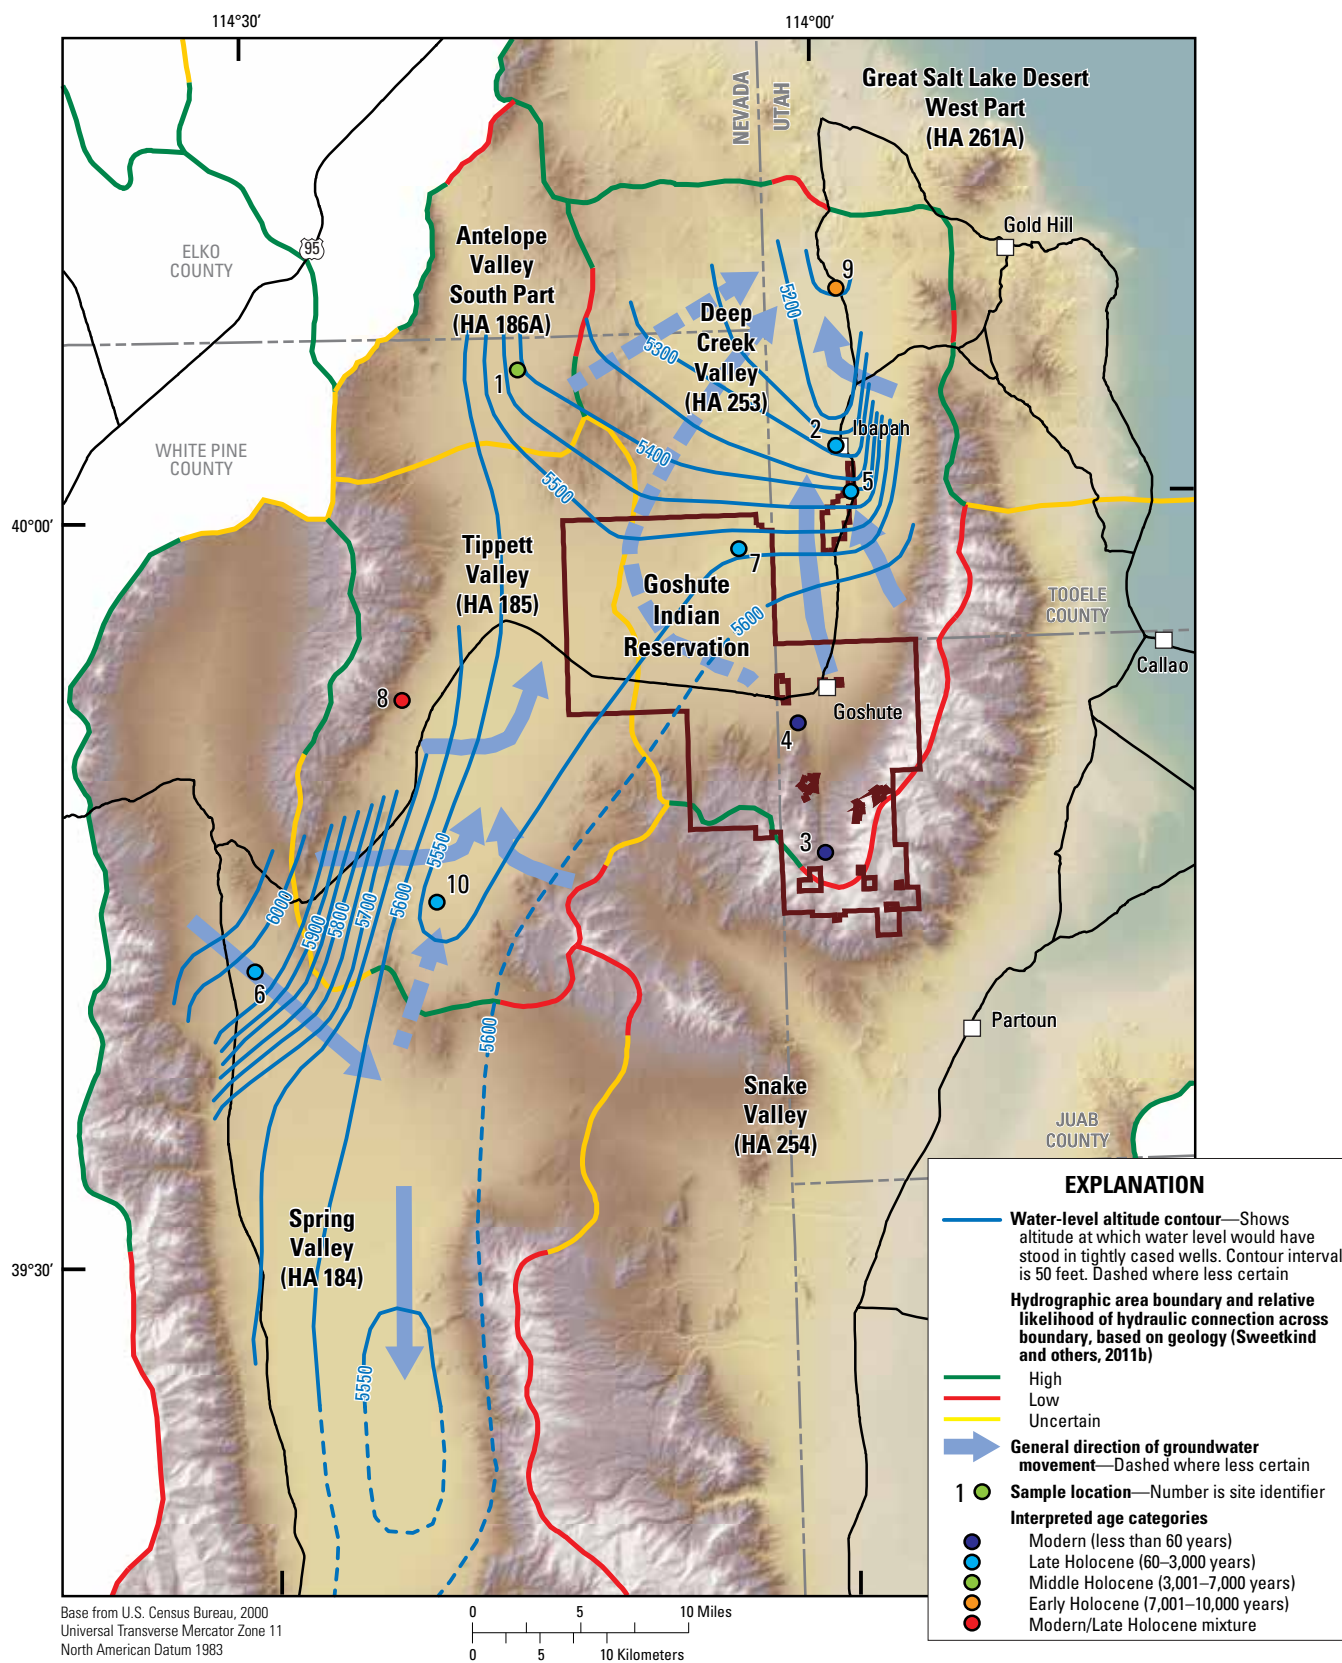 114°30'
114°00'
Great Salt Lake Desert
West Part
(HA 261A)
NEVADA
UTAH
Gold Hill
ELKO
COUNTY
95
Antelope
Valley
South Part
(HA 186A)
9
5200
Deep
Creek
Valley
(HA 253)
5300
1
2
Ibapah
WHITE PINE
COUNTY
5400
5500
5
40°00'
Tippett
Valley
(HA 185)
7
Goshute
Indian
Reservation
5600
TOOELE
COUNTY
Callao
8
Goshute
4
3
5550
10
5600
5700
5800
5900
6000
6
5600
Partoun
Snake
Valley
(HA 254)
JUAB
COUNTY
Spring
Valley
(HA 184)
39°30'
5550
EXPLANATION
Water-level altitude contour—Shows
altitude at which water level would have
stood in tightly cased wells. Contour interval
is 50 feet. Dashed where less certain
Hydrographic area boundary and relative
likelihood of hydraulic connection across
boundary, based on geology (Sweetkind
and others, 2011b)
High
Low
Uncertain
General direction of groundwater
movement—Dashed where less certain
1 Sample location—Number is site identifier
Interpreted age categories
Modern (less than 60 years)
Late Holocene (60–3,000 years)
Middle Holocene (3,001–7,000 years)
Early Holocene (7,001–10,000 years)
Modern/Late Holocene mixture
Base from U.S. Census Bureau, 2000
Universal Transverse Mercator Zone 11
North American Datum 1983
0 5 10 Miles
0 5 10 Kilometers